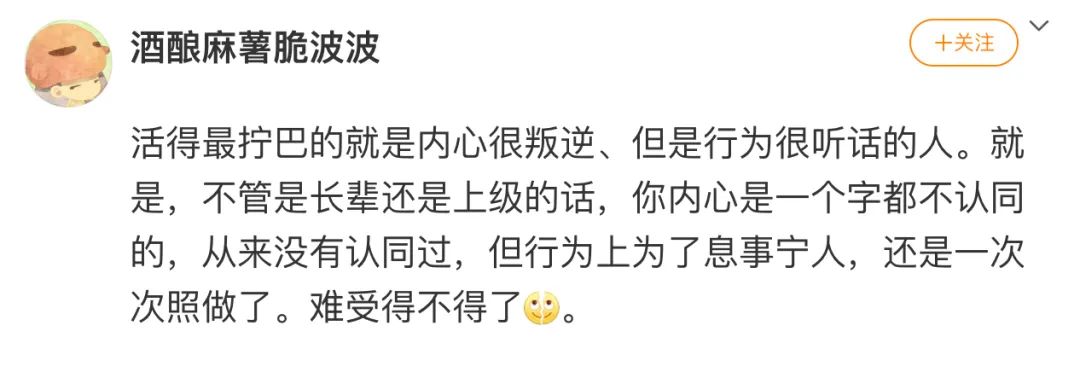 酒酿麻薯脆波波
+关注
活得最拧巴的就是内心很叛逆、但是行为很听话的人。就
是，不管是长辈还是上级的话，你内心是一个字都不认同
的，从来没有认同过，但行为上为了息事宁人，还是一次
次照做了。难受得不得了。